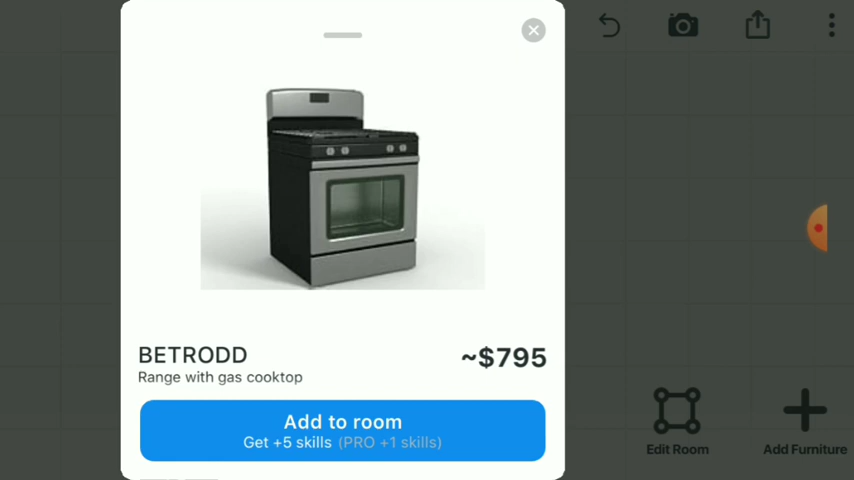 BETRODD
~$795
Range with gas cooktop
Add to room
Get +5 skills (PRO +1 skills)
Edit Room
Add Furniture